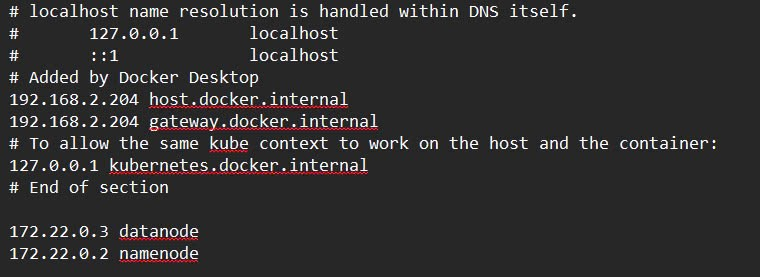 # localhost name resolution is handled within DNS itself.
#       127.0.0.1       localhost
#       ::1             localhost
# Added by Docker Desktop
192.168.2.204 host.docker.internal
192.168.2.204 gateway.docker.internal
# To allow the same kube context to work on the host and the container:
127.0.0.1 kubernetes.docker.internal
# End of section
172.22.0.3 datanode
172.22.0.2 namenode